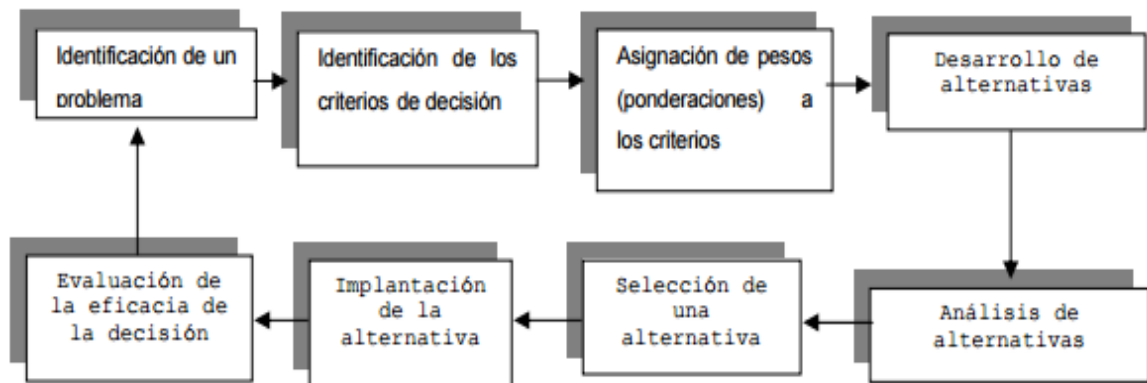 Identificación de un
problema
Identificación de los
criterios de decisión
Asignación de pesos
(ponderaciones) a
los criterios
Desarrollo de
alternativas
Evaluación de
la eficacia de
la decisión
Implantación
de la
alternativa
Selección de
una
alternativa
Análisis de
alternativas